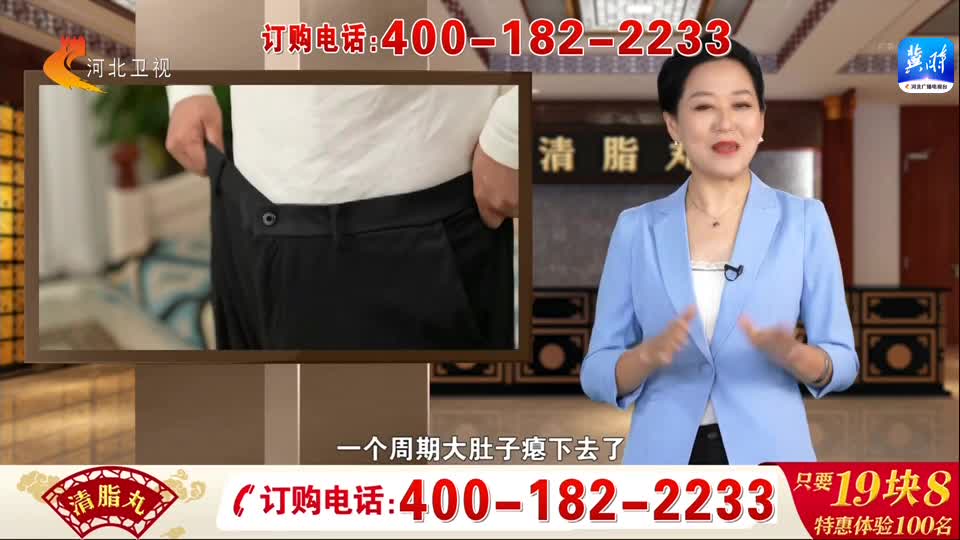 订购电话:400-182-2233
河北卫视
冀时
河北广播电视台
清脂丸
一个周期大肚子瘪下去了
清脂丸
订购电话:400-182-2233
只要19块8
特惠体验100名